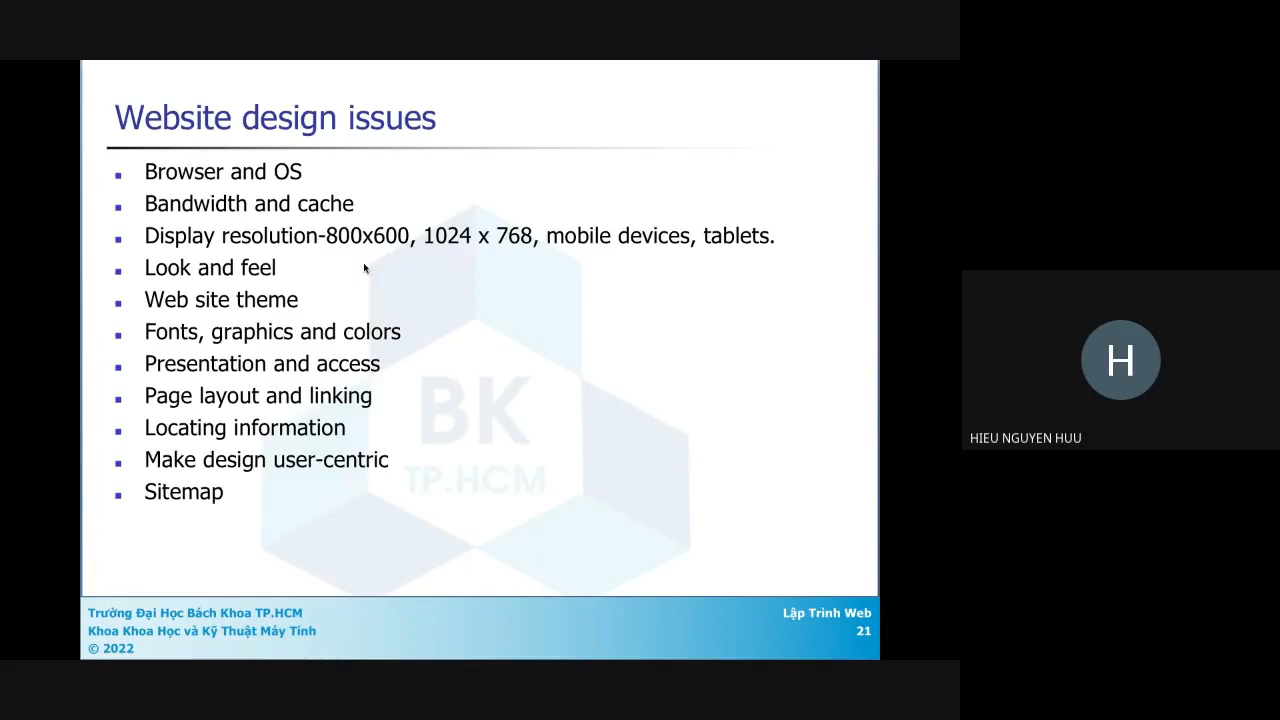 Website design issues
Browser and OS
Bandwidth and cache
Display resolution-800x600, 1024 x 768, mobile devices, tablets.
Look and feel
Web site theme
Fonts, graphics and colors
Presentation and access
Page layout and linking
Locating information
Make design user-centric
Sitemap
BK
TP.HCM
Trường Đại Học Bách Khoa TP.HCM
Khoa Khoa Học và Kỹ Thuật Máy Tính
© 2022
Lập Trình Web
21
H
HIEU NGUYEN HUU